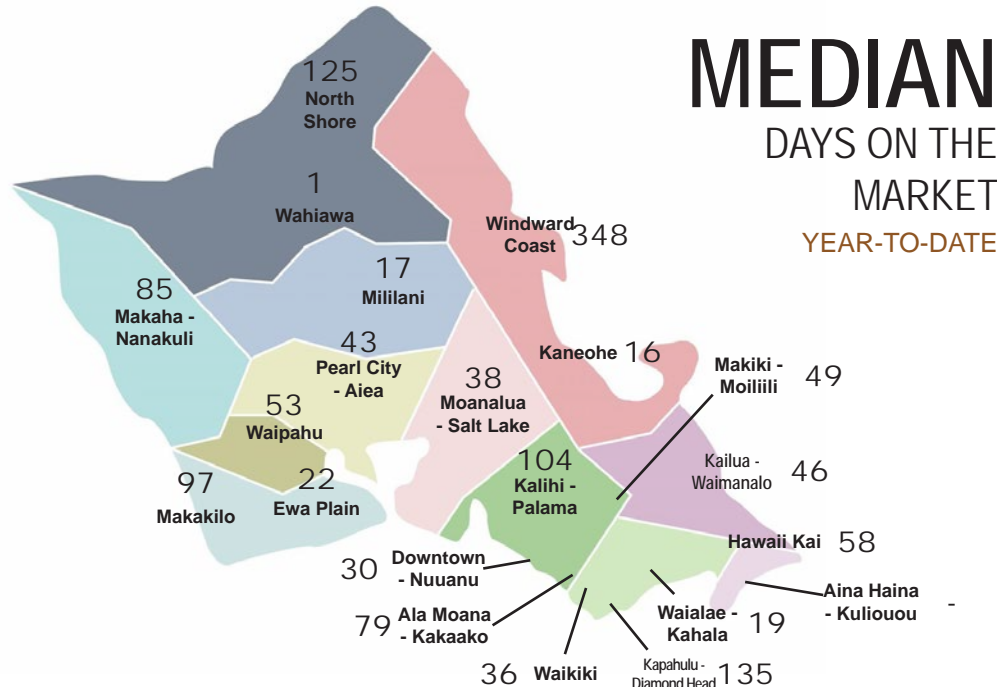 MEDIAN
DAYS ON THE
MARKET
YEAR-TO-DATE
125
North
Shore
1
Wahiawa
Windward
Coast 348
17
Mililani
85
Makaha -
Nanakuli
43
Pearl City
- Aiea
Kaneohe 16
Makiki -
Moiliili 49
38
Moanalua
- Salt Lake
53
Waipahu
104
Kalihi -
Palama
Kailua -
Waimanalo 46
97
Makakilo
22
Ewa Plain
Hawaii Kai 58
30 Downtown
- Nuuanu
Aina Haina
- Kuliouou -
79 Ala Moana
- Kakaako
Waialae -
Kahala 19
36 Waikiki
Kapahulu -
Diamond Head 135